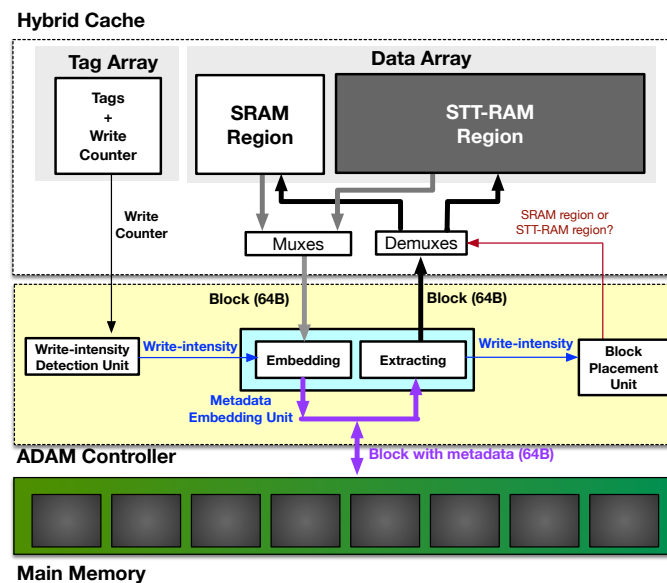 Hybrid Cache
Tag Array
Data Array
Tags
+
Write
Counter
SRAM
Region
STT-RAM
Region
Write
Counter
SRAM region or
STT-RAM region?
Muxes
Demuxes
Block (64B)
Block (64B)
Write-intensity
Detection Unit
Write-intensity
Embedding
Extracting
Write-intensity
Block
Placement
Unit
Metadata
Embedding Unit
ADAM Controller
Block with metadata (64B)
Main Memory